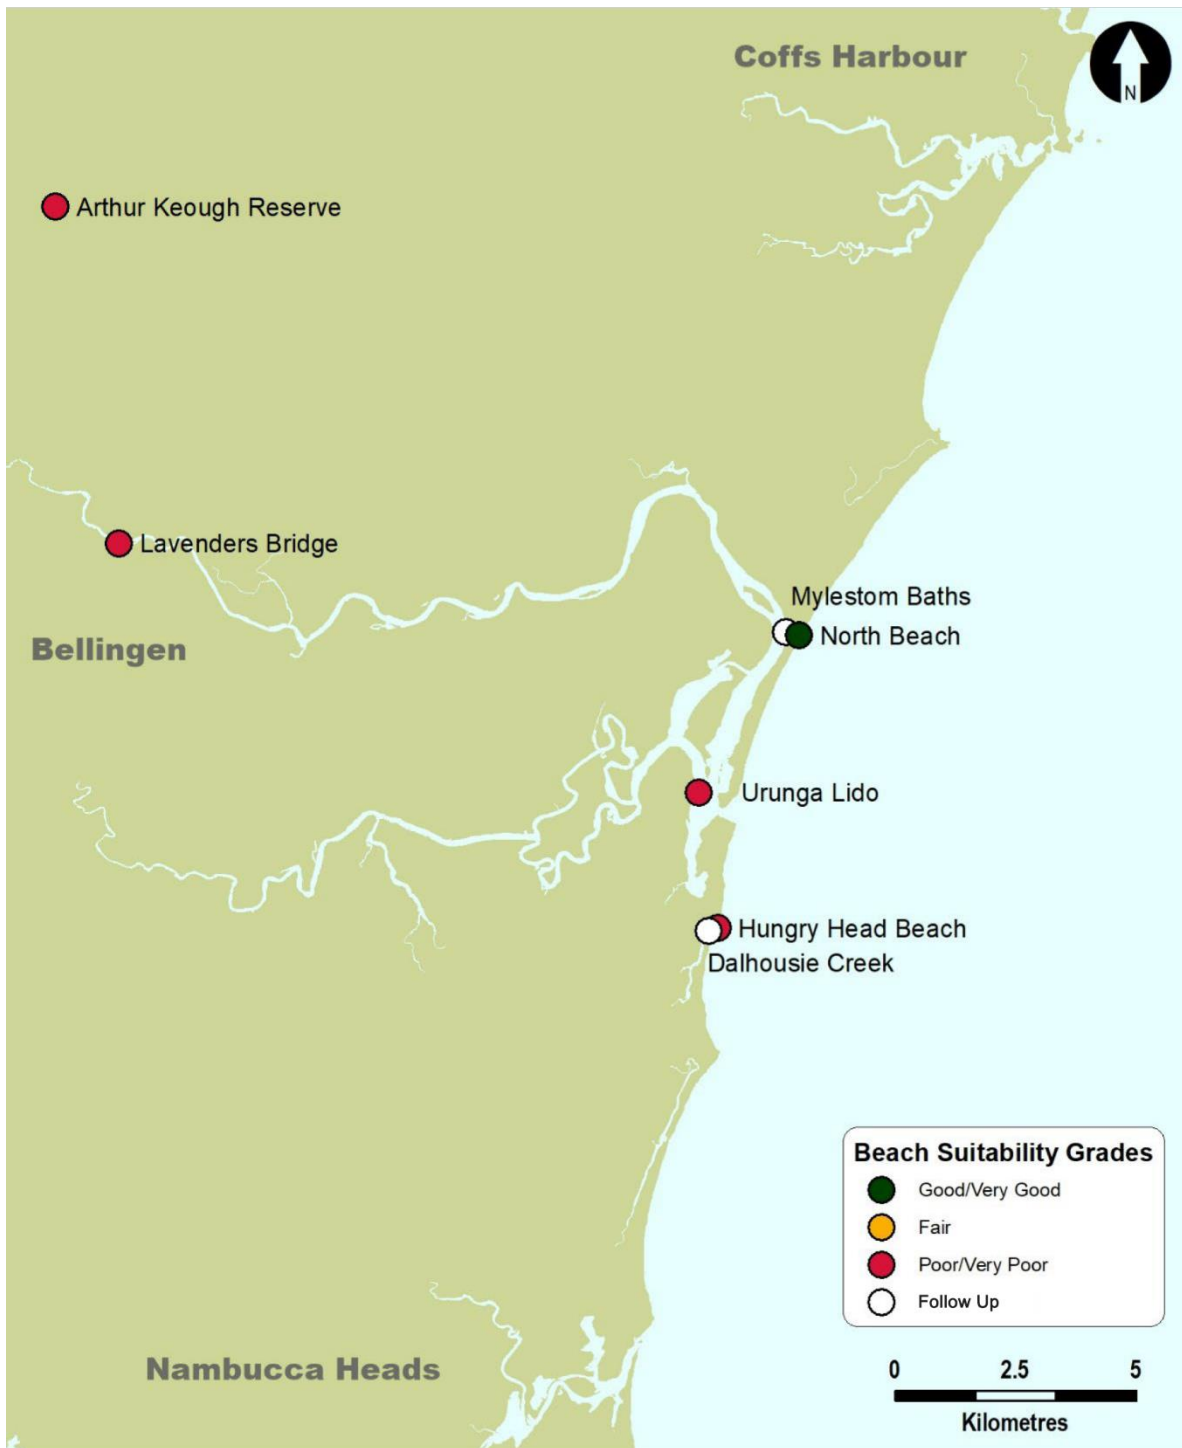 Coffs Harbour
N
Arthur Keough Reserve
Lavenders Bridge
Mylestom Baths
North Beach
Bellingen
Urunga Lido
Hungry Head Beach
Dalhousie Creek
Beach Suitability Grades
Good/Very Good
Fair
Poor/Very Poor
Follow Up
Nambucca Heads
0 2.5 5
Kilometres